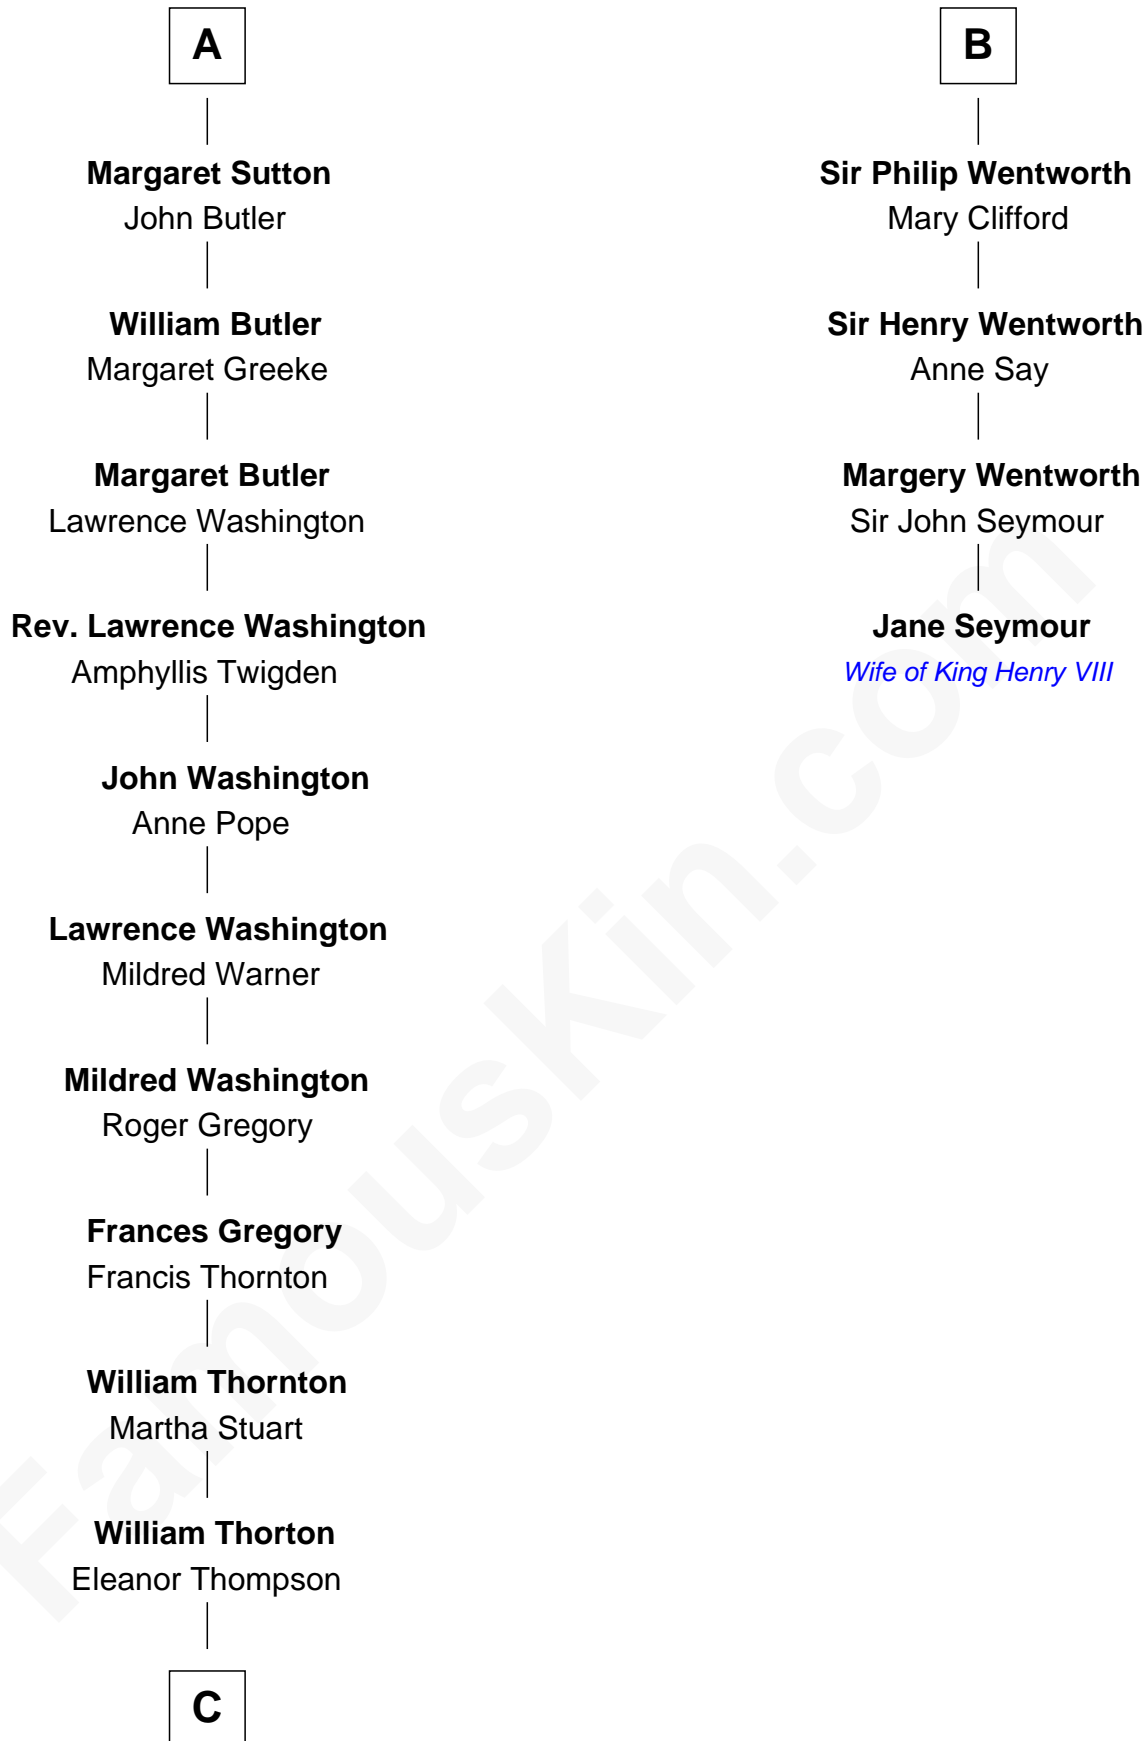 A
Margaret Sutton
John Butler
William Butler
Margaret Greeke
Margaret Butler
Lawrence Washington
Rev. Lawrence Washington
Amphyllis Twigden
John Washington
Anne Pope
Lawrence Washington
Mildred Warner
Mildred Washington
Roger Gregory
Frances Gregory
Francis Thornton
William Thornton
Martha Stuart
William Thorton
Eleanor Thompson
C
B
Sir Philip Wentworth
Mary Clifford
Sir Henry Wentworth
Anne Say
Margery Wentworth
Sir John Seymour
Jane Seymour
Wife of King Henry VIII
FamousKin.com